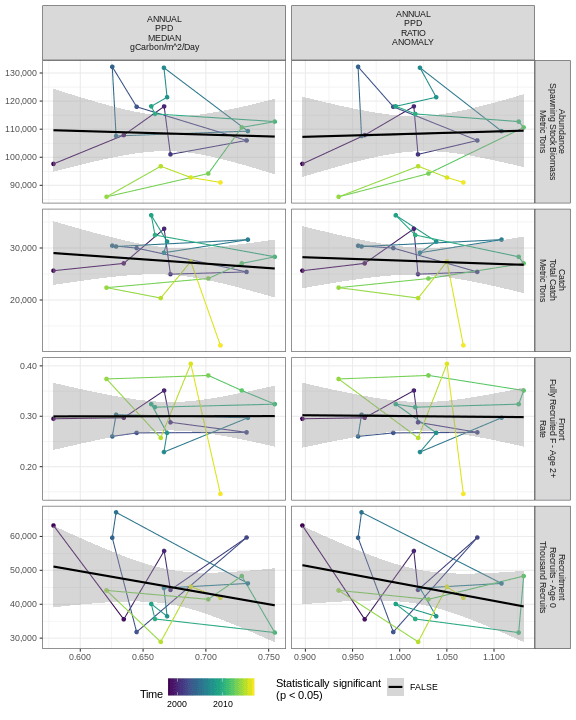 ANNUAL
PPD
MEDIAN
gCarbon/m^2/Day
ANNUAL
PPD
RATIO
ANOMALY
130,000
120,000
110,000
100,000
90,000
Abundance
Spawning Stock Biomass
Metric Tons
30,000
20,000
Catch
Total Catch
Metric Tons
0.40
0.30
0.20
Fmort
Fully Recruited F - Age 2+
Rate
60,000
50,000
40,000
30,000
Recruitment
Recruits - Age 0
Thousand Recruits
0.600
0.650
0.700
0.750
0.900
0.950
1.000
1.050
1.100
Time
2000
2010
Statistically significant
(p < 0.05)
FALSE